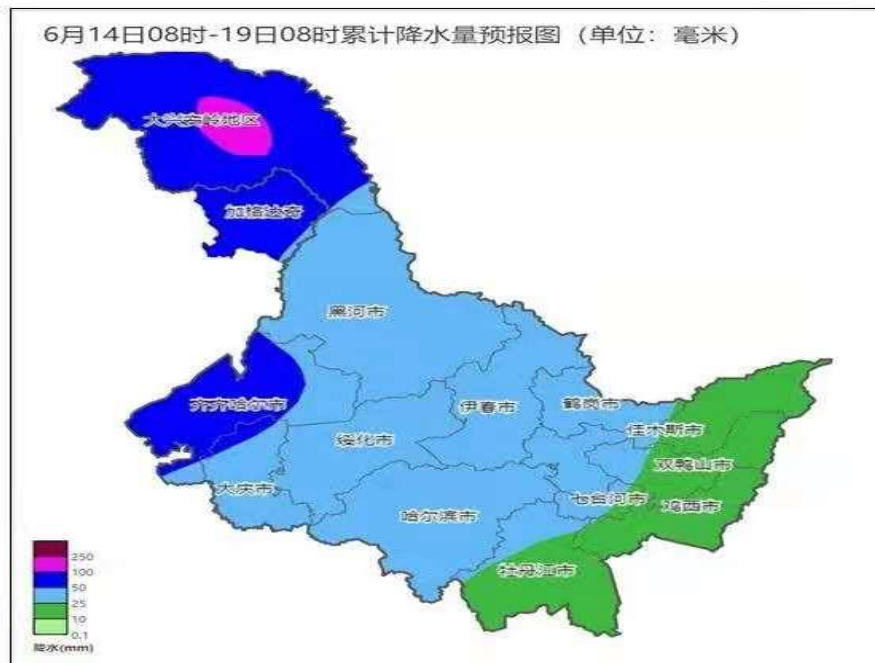 6月14日08时-19日08时累计降水量预报图（单位：毫米）
大兴安岭地区
加格达奇
黑河市
齐齐哈尔市
伊春市
鹤岗市
佳木斯市
绥化市
双鸭山市
大庆市
七台河市
鸡西市
哈尔滨市
牡丹江市
250
100
50
25
10
0.1
降水(mm)